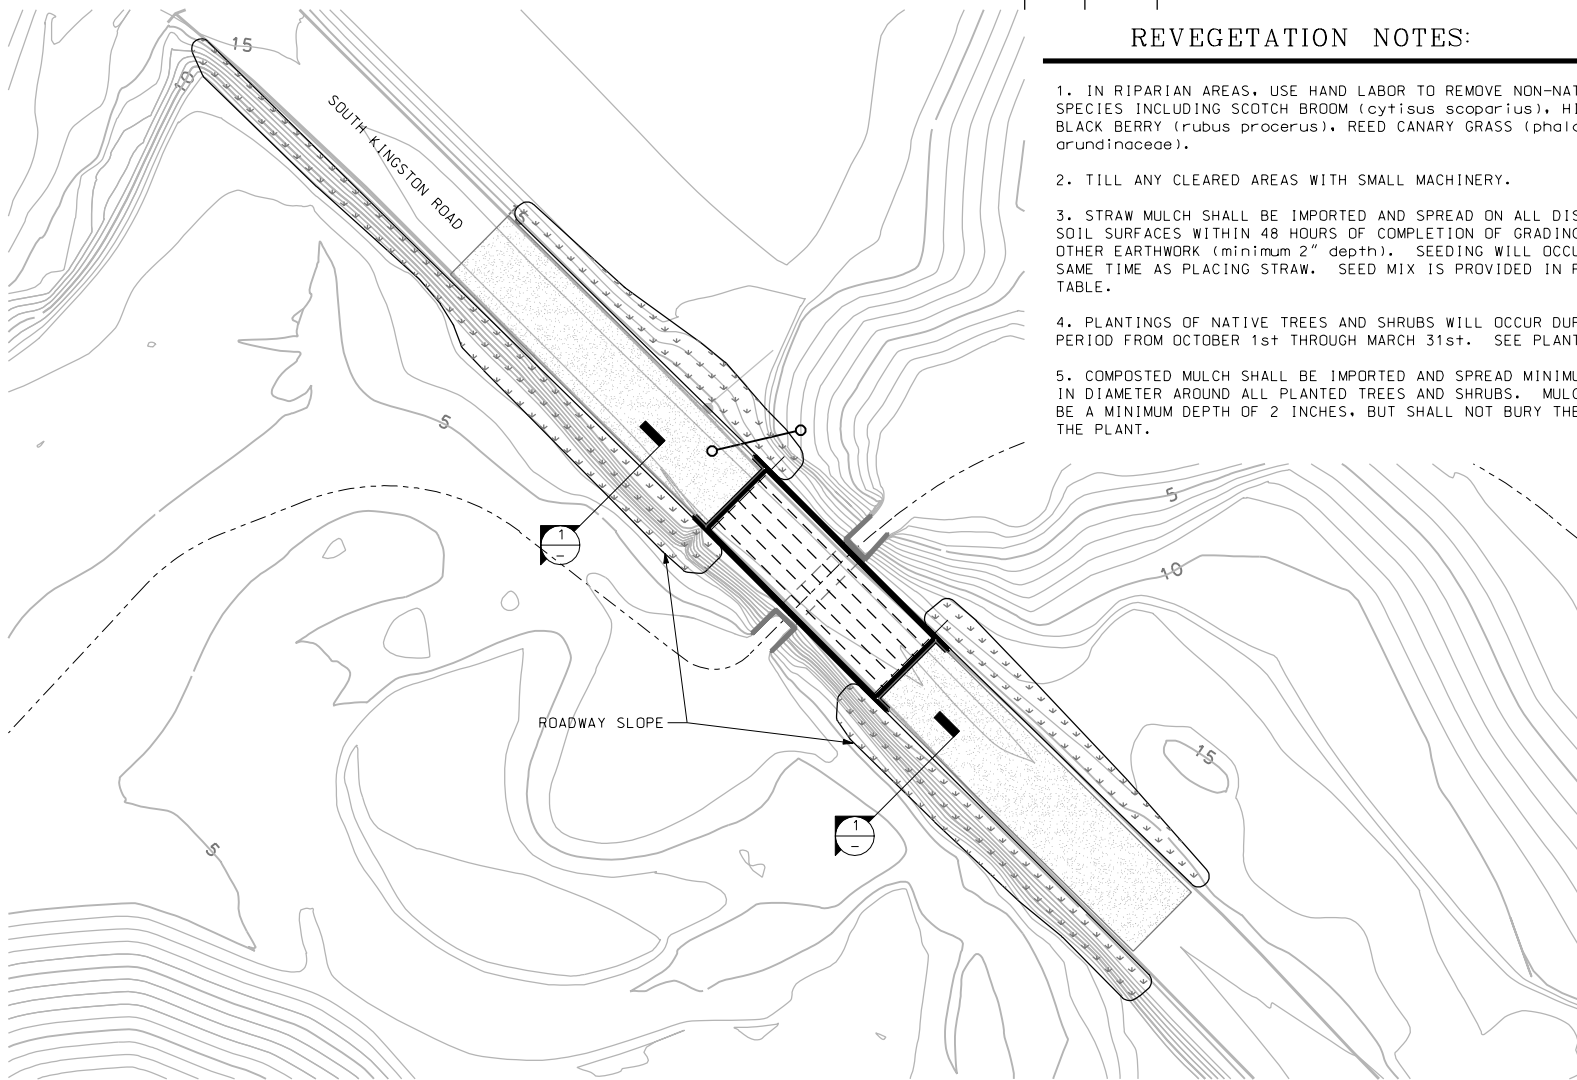 REVEGETATION NOTES:
1. IN RIPARIAN AREAS, USE HAND LABOR TO REMOVE NON-NAT
SPECIES INCLUDING SCOTCH BROOM (cytisus scoparius), HI
BLACK BERRY (rubus procerus), REED CANARY GRASS (phala
arundinaceae).
2. TILL ANY CLEARED AREAS WITH SMALL MACHINERY.
3. STRAW MULCH SHALL BE IMPORTED AND SPREAD ON ALL DIS
SOIL SURFACES WITHIN 48 HOURS OF COMPLETION OF GRADING
OTHER EARTHWORK (minimum 2" depth). SEEDING WILL OCCU
SAME TIME AS PLACING STRAW. SEED MIX IS PROVIDED IN P
TABLE.
4. PLANTINGS OF NATIVE TREES AND SHRUBS WILL OCCUR DUR
PERIOD FROM OCTOBER 1st THROUGH MARCH 31st. SEE PLANT
5. COMPOSTED MULCH SHALL BE IMPORTED AND SPREAD MINIMU
IN DIAMETER AROUND ALL PLANTED TREES AND SHRUBS. MULC
BE A MINIMUM DEPTH OF 2 INCHES, BUT SHALL NOT BURY THE
THE PLANT.
15
10
SOUTH KINGSTON ROAD
15
5
5
10
1
–
ROADWAY SLOPE
15
1
–
5